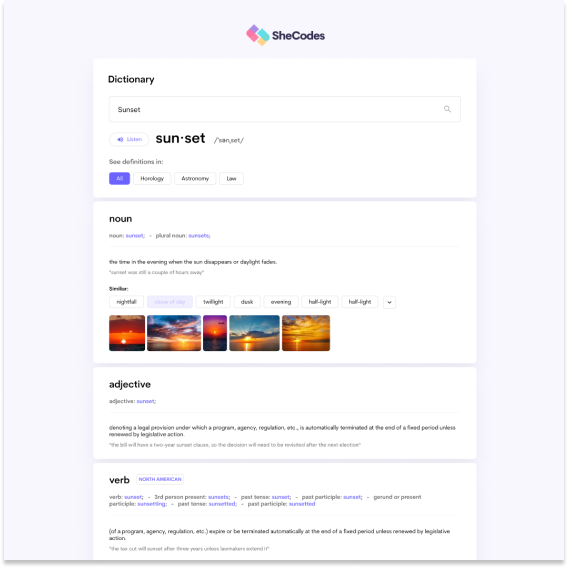 SheCodes
Dictionary
Sunset
Listen
sun·set
/ˈsənˌset/
See definitions in:
All
Horology
Astronomy
Law
noun
noun: sunset; - plural noun: sunsets;
the time in the evening when the sun disappears or daylight fades.
"sunset was still a couple of hours away"
Similar:
nightfall
close of day
twilight
dusk
evening
half-light
half-light
adjective
adjective: sunset;
denoting a legal provision under which a program, agency, regulation, etc., is automatically terminated at the end of a fixed period unless
renewed by legislative action.
"the bill will have a two-year sunset clause, so the decision will need to be revisited after the next election"
verb
NORTH AMERICAN
verb: sunset; - 3rd person present: sunsets; - past tense: sunset; - past participle: sunset; - gerund or present
participle: sunsetting; - past tense: sunsetted; - past participle: sunsetted
(of a program, agency, regulation, etc.) expire or be terminated automatically at the end of a fixed period unless renewed by legislative
action.
"the tax cut will sunset after three years unless lawmakers extend it"